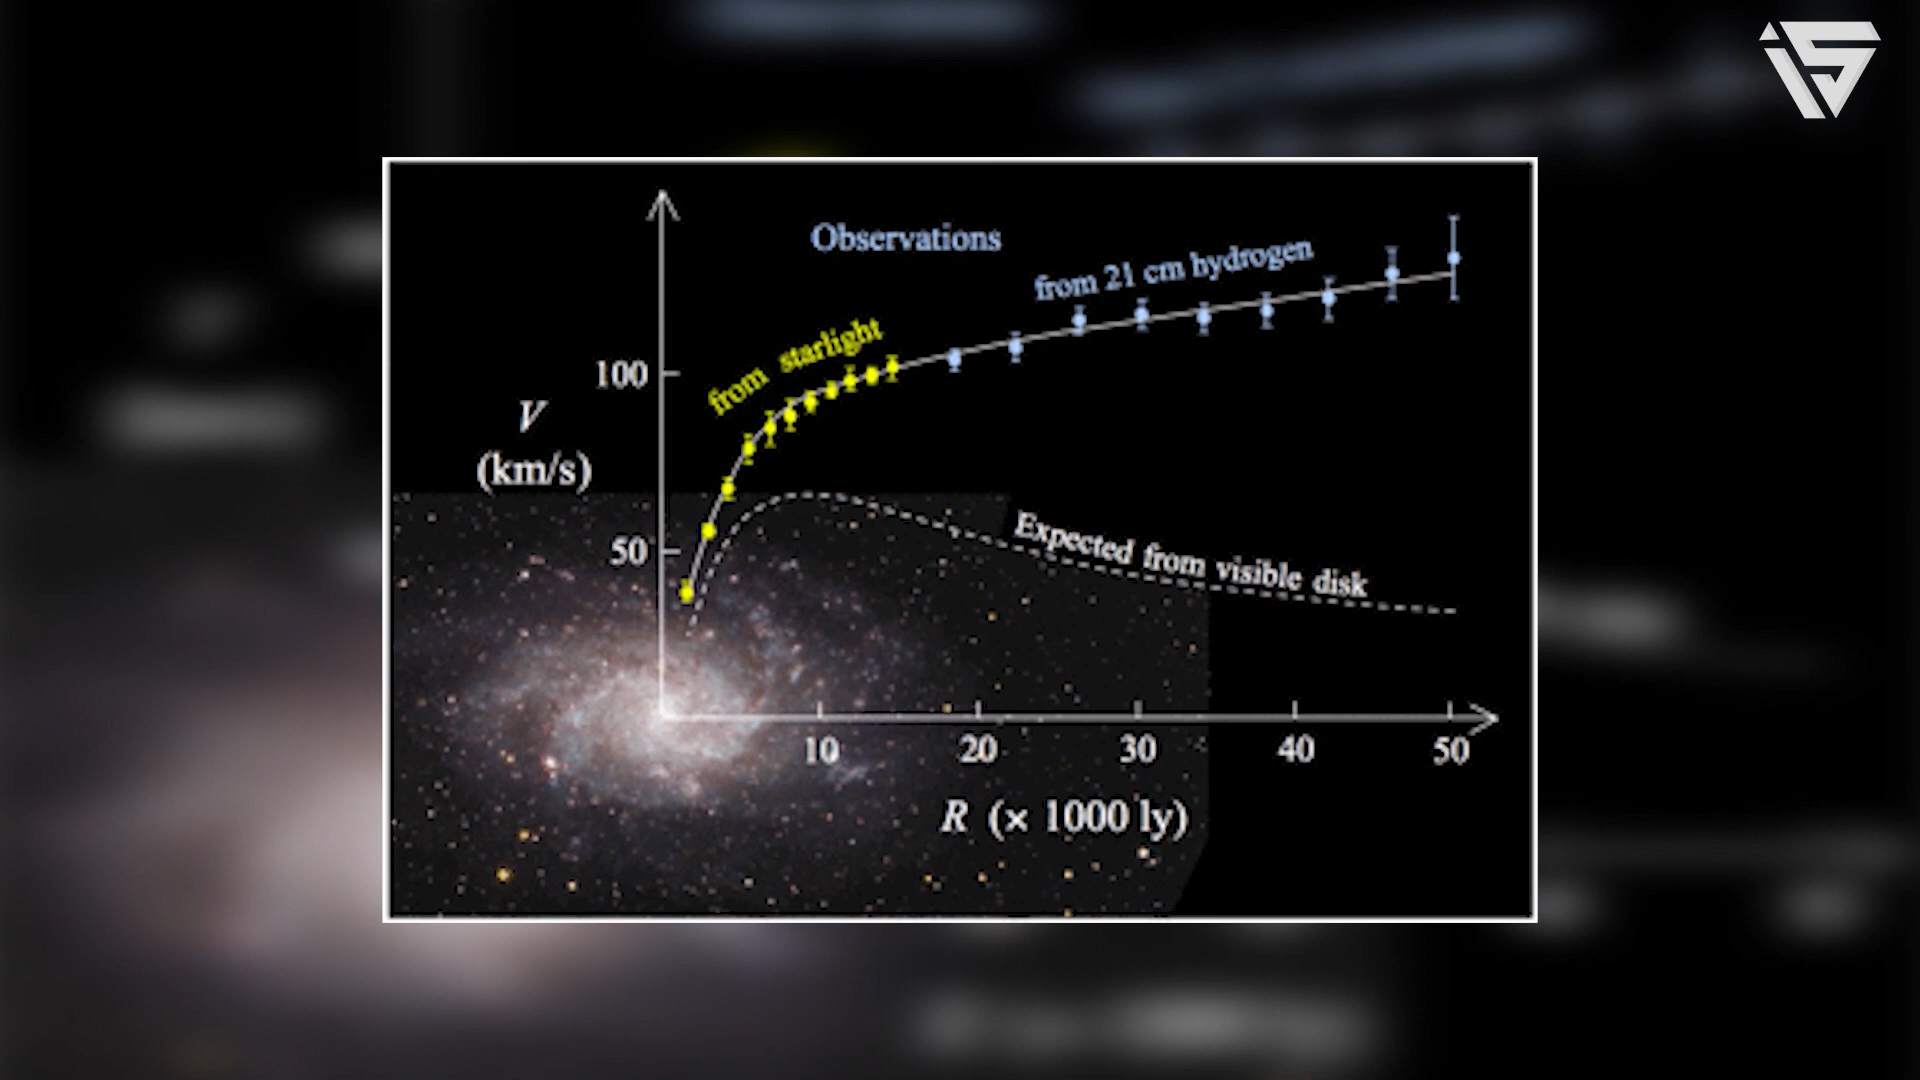 Observations
from 21 cm hydrogen
from starlight
100
V
(km/s)
50
Expected from visible disk
10 20 30 40 50
R (× 1000 ly)